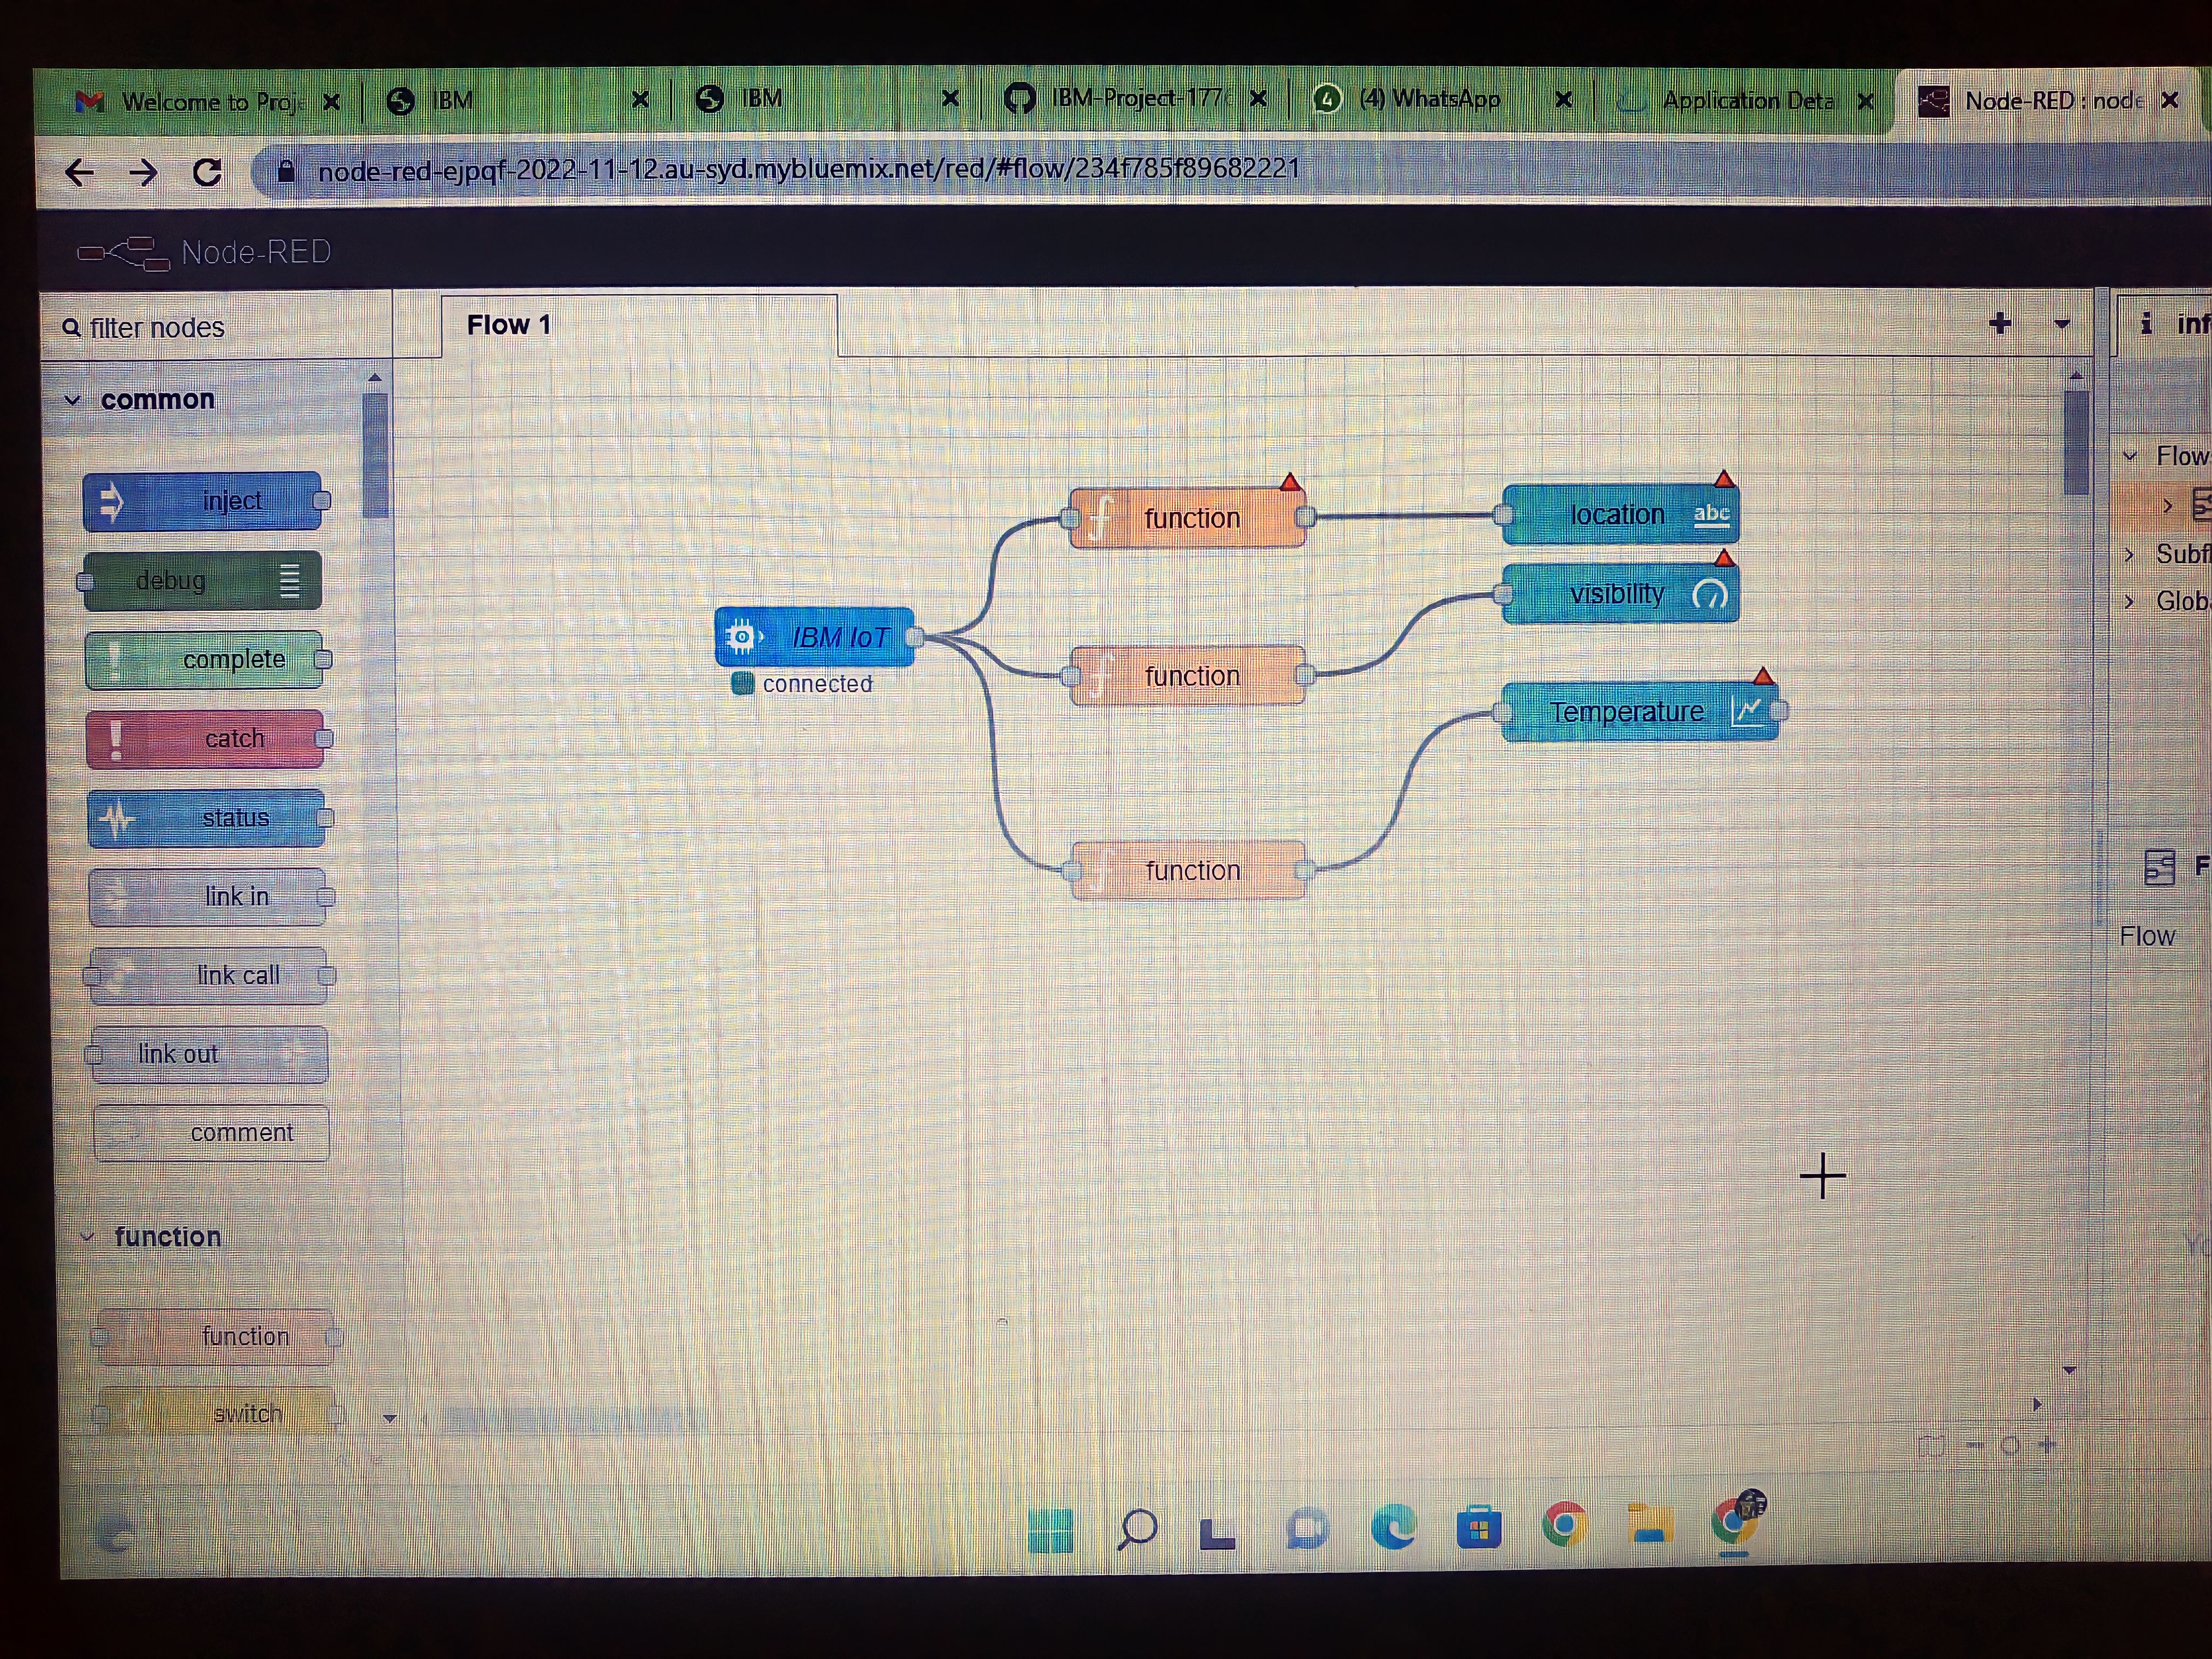 Welcome to Proj
IBM
IBM
IBM-Project-177
(4) WhatsApp
Application Deta
Node-RED : node
node-red-ejpqf-2022-11-12.au-syd.mybluemix.net/red/#flow/234f785f89682221
Node-RED
filter nodes
Flow 1
i inf
common
inject
debug
complete
catch
status
link in
link call
link out
comment
function
function
switch
IBM IoT
connected
function
function
function
location abc
visibility
Temperature
Flow
Subfl
Glob
F
Flow